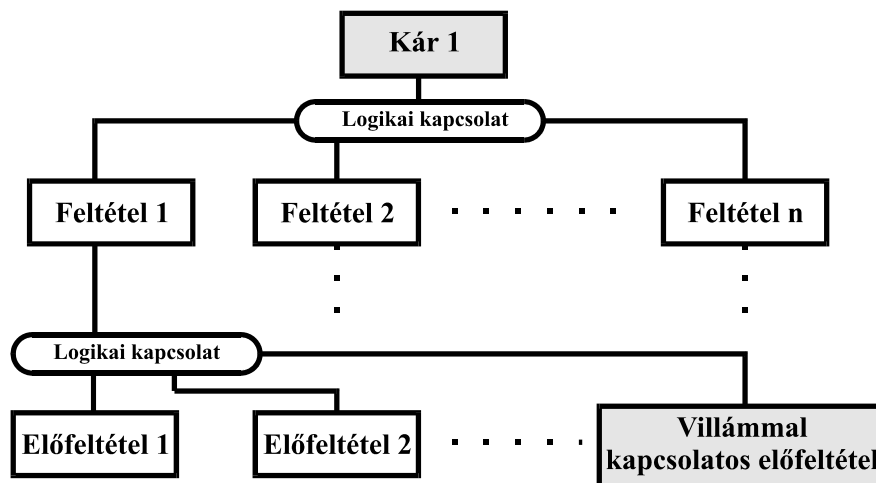 Kár 1
Logikai kapcsolat
Feltétel 1
Feltétel 2
Feltétel n
Logikai kapcsolat
Előfeltétel 1
Előfeltétel 2
Villámmal
kapcsolatos előfeltétel